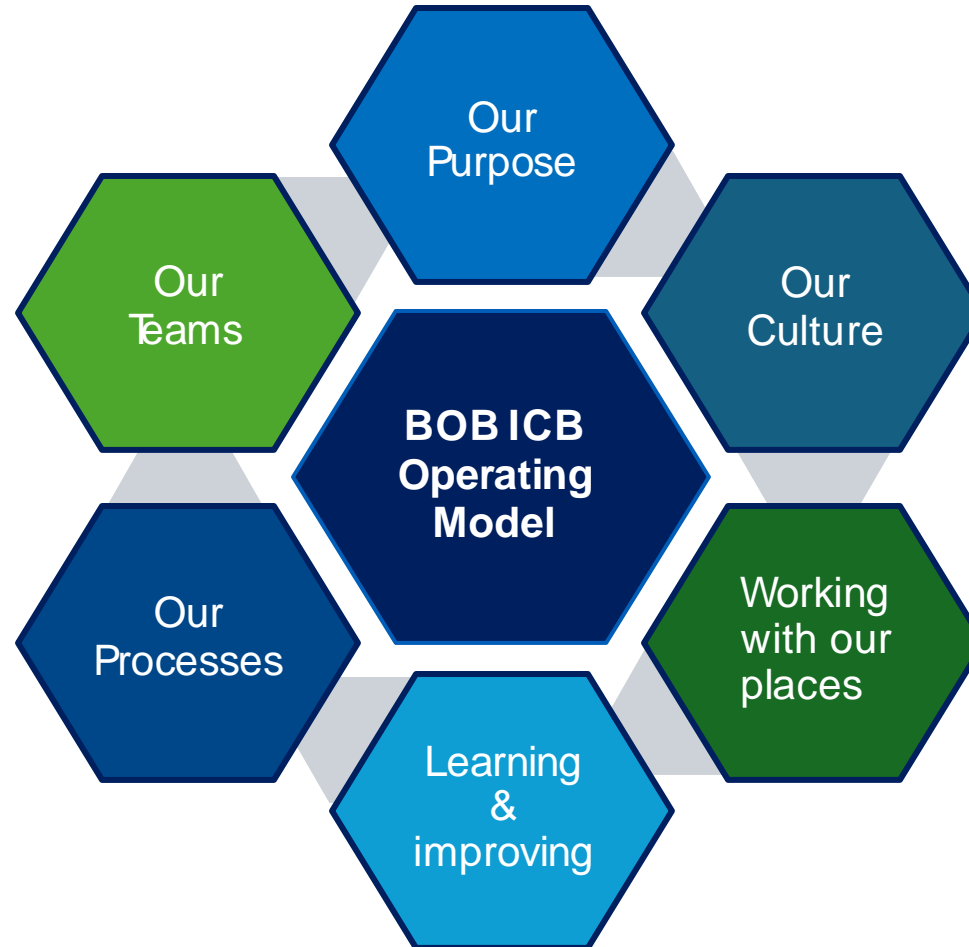 Our
Purpose
Our
Teams
Our
Culture
BOB ICB
Operating
Model
Our
Processes
Working
with our
places
Learning
&
improving